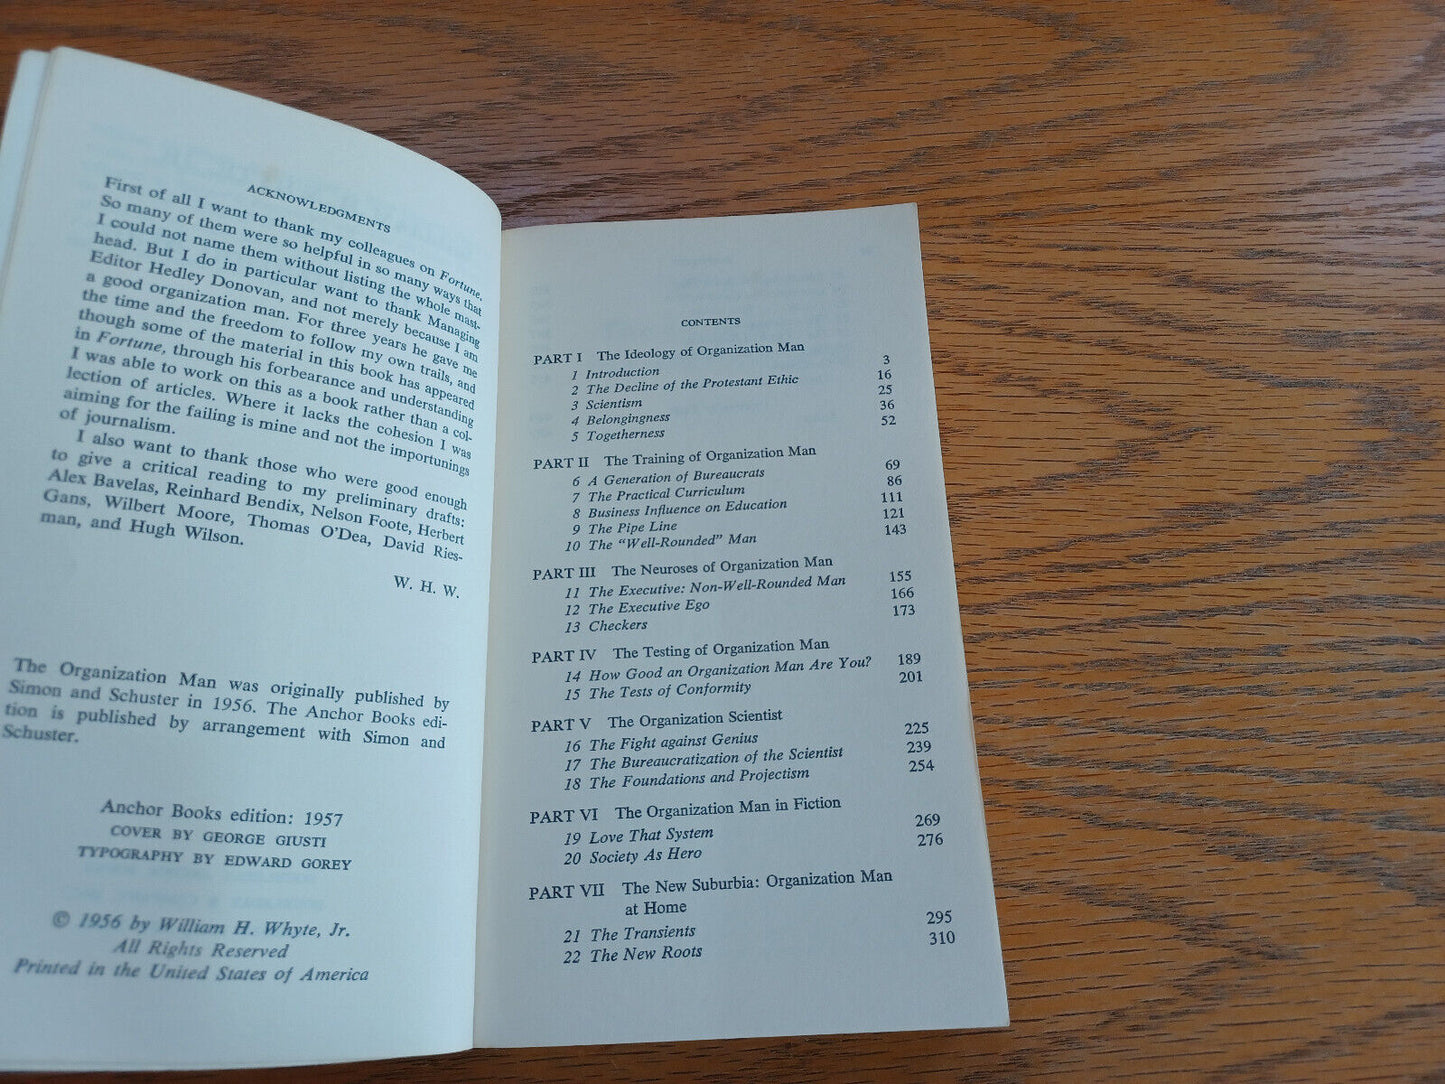 ACKNOWLEDGMENTS
First of all I want to thank my colleagues on Fortune.
So many of them were so helpful in so many ways that
I could not name them without listing the whole mast-
head. But I do in particular want to thank Managing
Editor Hedley Donovan, and not merely because I am
a good organization man. For three years he gave me
the time and the freedom to follow my own trails, and
though some of the material in this book has appeared
in Fortune, through his forbearance and understanding
I was able to work on this as a book rather than a col-
lection of articles. Where it lacks the cohesion I was
aiming for the failing is mine and not the importunings
of journalism.
I also want to thank those who were good enough
to give a critical reading to my preliminary drafts:
Alex Bavelas, Reinhard Bendix, Nelson Foote, Herbert
Gans, Wilbert Moore, Thomas O'Dea, David Ries-
man, and Hugh Wilson.
W. H. W.
The Organization Man was originally published by
Simon and Schuster in 1956. The Anchor Books edi-
tion is published by arrangement with Simon and
Schuster.
Anchor Books edition: 1957
COVER BY GEORGE GIUSTI
TYPOGRAPHY BY EDWARD GOREY
© 1956 by William H. Whyte, Jr.
All Rights Reserved
Printed in the United States of America
CONTENTS
PART I The Ideology of Organization Man
1 Introduction 3
2 The Decline of the Protestant Ethic 16
3 Scientism 25
4 Belongingness 36
5 Togetherness 52
PART II The Training of Organization Man
6 A Generation of Bureaucrats 69
7 The Practical Curriculum 86
8 Business Influence on Education 111
9 The Pipe Line 121
10 The "Well-Rounded" Man 143
PART III The Neuroses of Organization Man
11 The Executive: Non-Well-Rounded Man 155
12 The Executive Ego 166
13 Checkers 173
PART IV The Testing of Organization Man
14 How Good an Organization Man Are You? 189
15 The Tests of Conformity 201
PART V The Organization Scientist
16 The Fight against Genius 225
17 The Bureaucratization of the Scientist 239
18 The Foundations and Projectism 254
PART VI The Organization Man in Fiction
19 Love That System 269
20 Society As Hero 276
PART VII The New Suburbia: Organization Man
at Home
21 The Transients 295
22 The New Roots 310